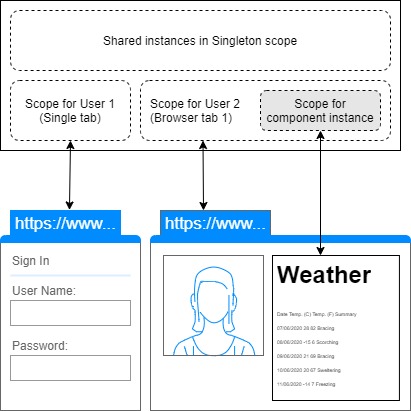 Shared instances in Singleton scope
Scope for User 1
(Single tab)
Scope for User 2
(Browser tab 1)
Scope for
component instance
https://www...
https://www...
Sign In
User Name:
Password:
Weather
Date Temp. (C) Temp. (F) Summary
07/06/2020 28 82 Bracing
08/06/2020 -15 6 Scorching
09/06/2020 21 69 Bracing
10/06/2020 20 67 Sweltering
11/06/2020 -14 7 Freezing